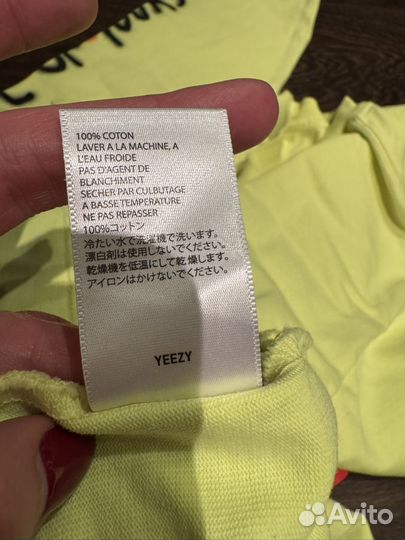 100% COTON
LAVER A LA MACHINE, A
L'EAU FROIDE
PAS D'AGENT DE
BLANCHIMENT
SECHER PAR CULBUTAGE
A BASSE TEMPERATURE
NE PAS REPASSER
100%コットン
冷たい水で洗濯機で洗います。
漂白剤は使用しないでください。
乾燥機を低温にして乾 燥します。
アイロンはかけないでください。
YEEZY
Avito